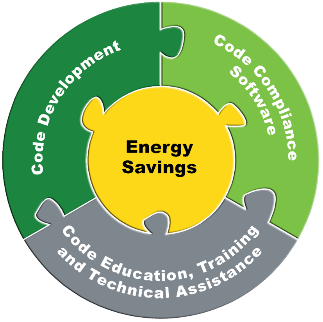 Code Development
Code Compliance
Software
Energy
Savings
Code Education, Training
and Technical Assistance